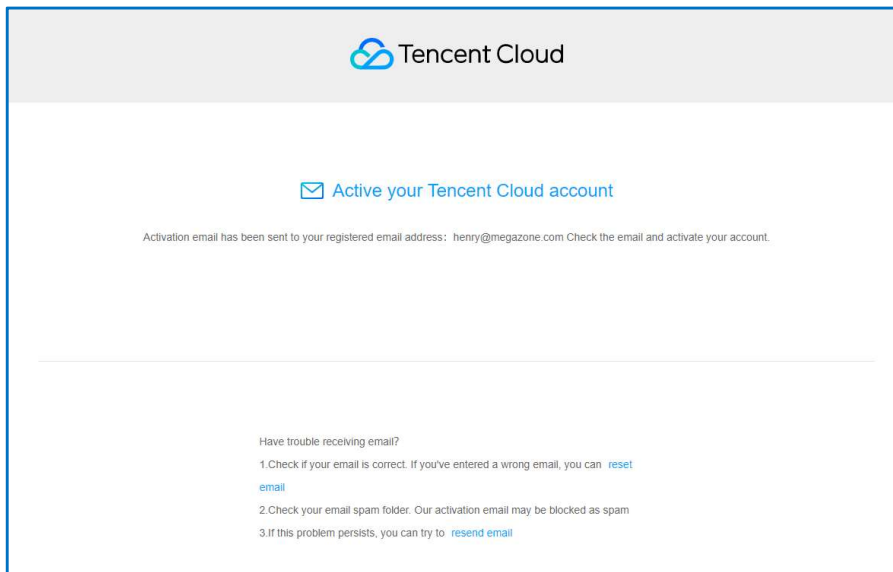 Tencent Cloud
Active your Tencent Cloud account
Activation email has been sent to your registered email address: henry@megazone.com Check the email and activate your account.
Have trouble receiving email?
1.Check if your email is correct. If you've entered a wrong email, you can reset
email
2.Check your email spam folder. Our activation email may be blocked as spam
3.If this problem persists, you can try to resend email